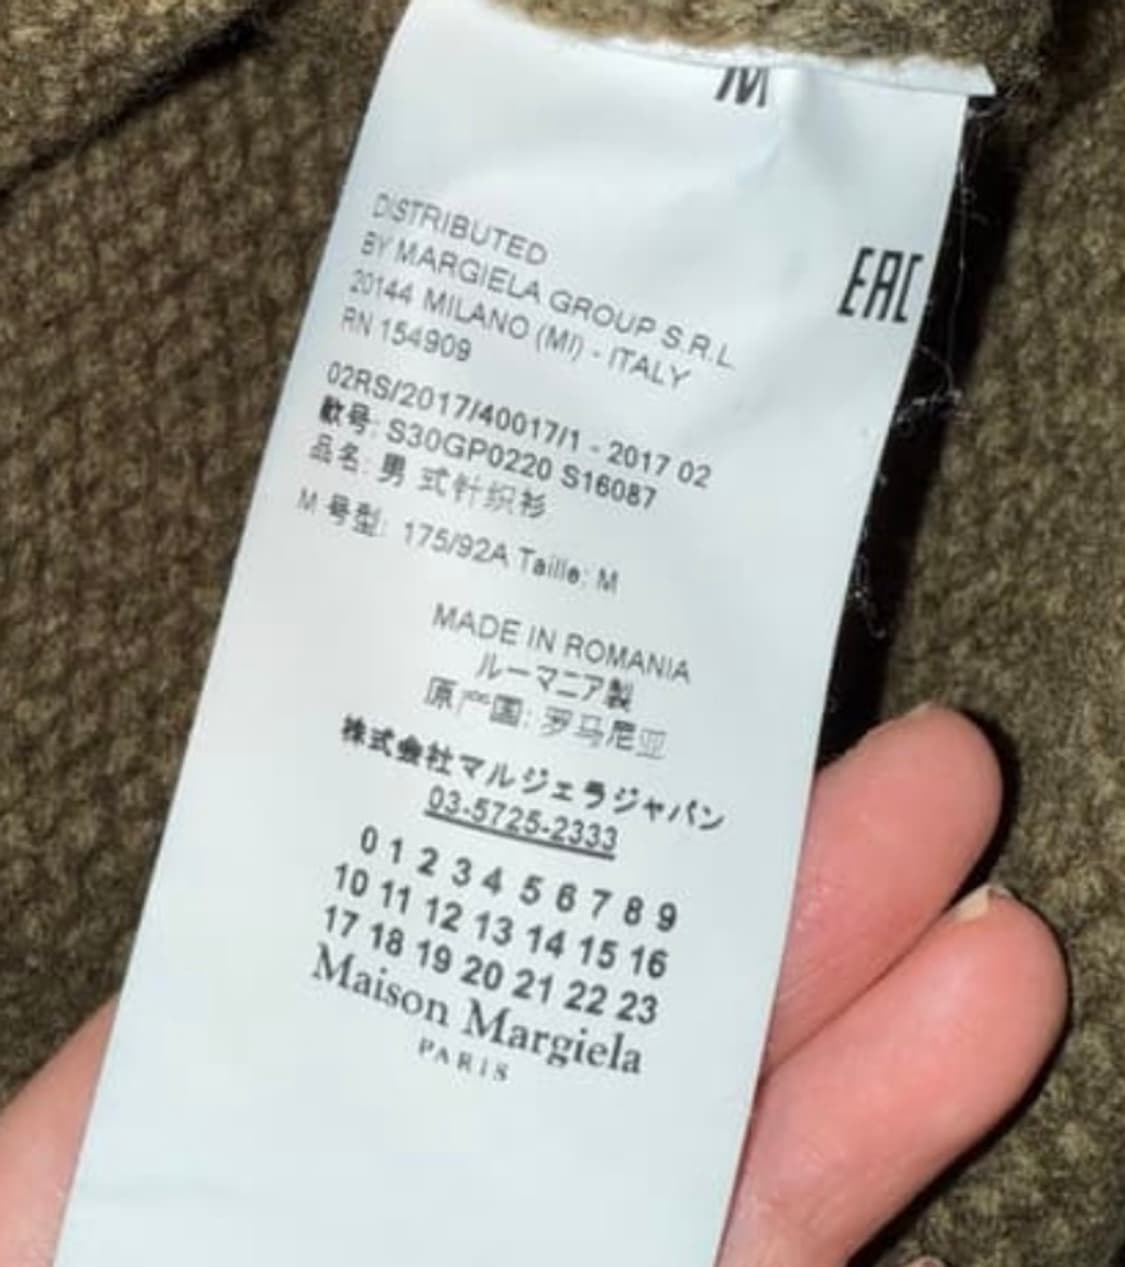 M
EAC
DISTRIBUTED
BY MARGIELA GROUP S.R.L
20144 MILANO (MI) - ITALY
RN 154909
02RS/2017/40017/1 - 2017 02
款号: S30GP0220 S16087
品名: 男 式针织衫
M 号型: 175/92A Taille: M
MADE IN ROMANIA
ルーマニア製
原产国: 罗马尼亚
株式会社マルジェラジャパン
03-5725-2333
0 1 2 3 4 5 6 7 8 9
10 11 12 13 14 15 16
17 18 19 20 21 22 23
Maison Margiela
PARIS